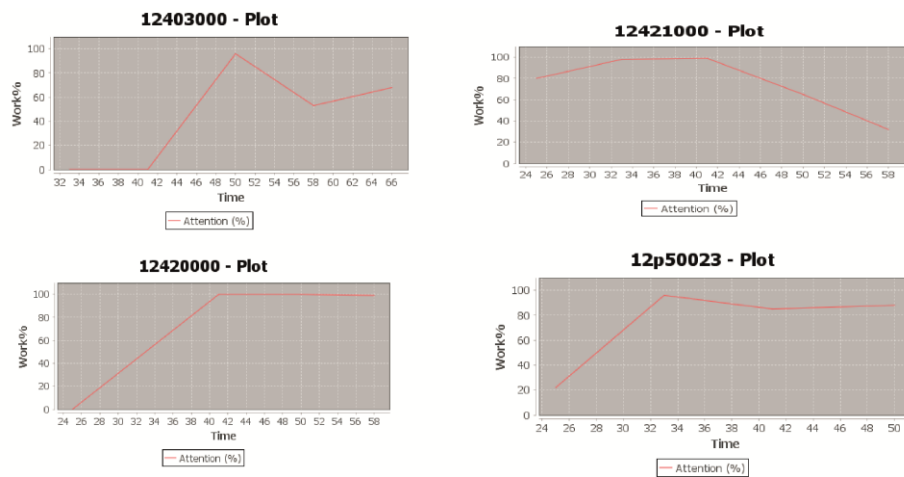 12403000 - Plot
Work%
100
80
60
40
20
0
32 34 36 38 40 42 44 46 48 50 52 54 56 58 60 62 64 66
Time
Attention (%)
12421000 - Plot
Work%
100
80
60
40
20
0
24 26 28 30 32 34 36 38 40 42 44 46 48 50 52 54 56 58
Time
Attention (%)
12420000 - Plot
Work%
100
80
60
40
20
0
24 26 28 30 32 34 36 38 40 42 44 46 48 50 52 54 56 58
Time
Attention (%)
12p50023 - Plot
Work%
100
80
60
40
20
0
24 26 28 30 32 34 36 38 40 42 44 46 48 50
Time
Attention (%)